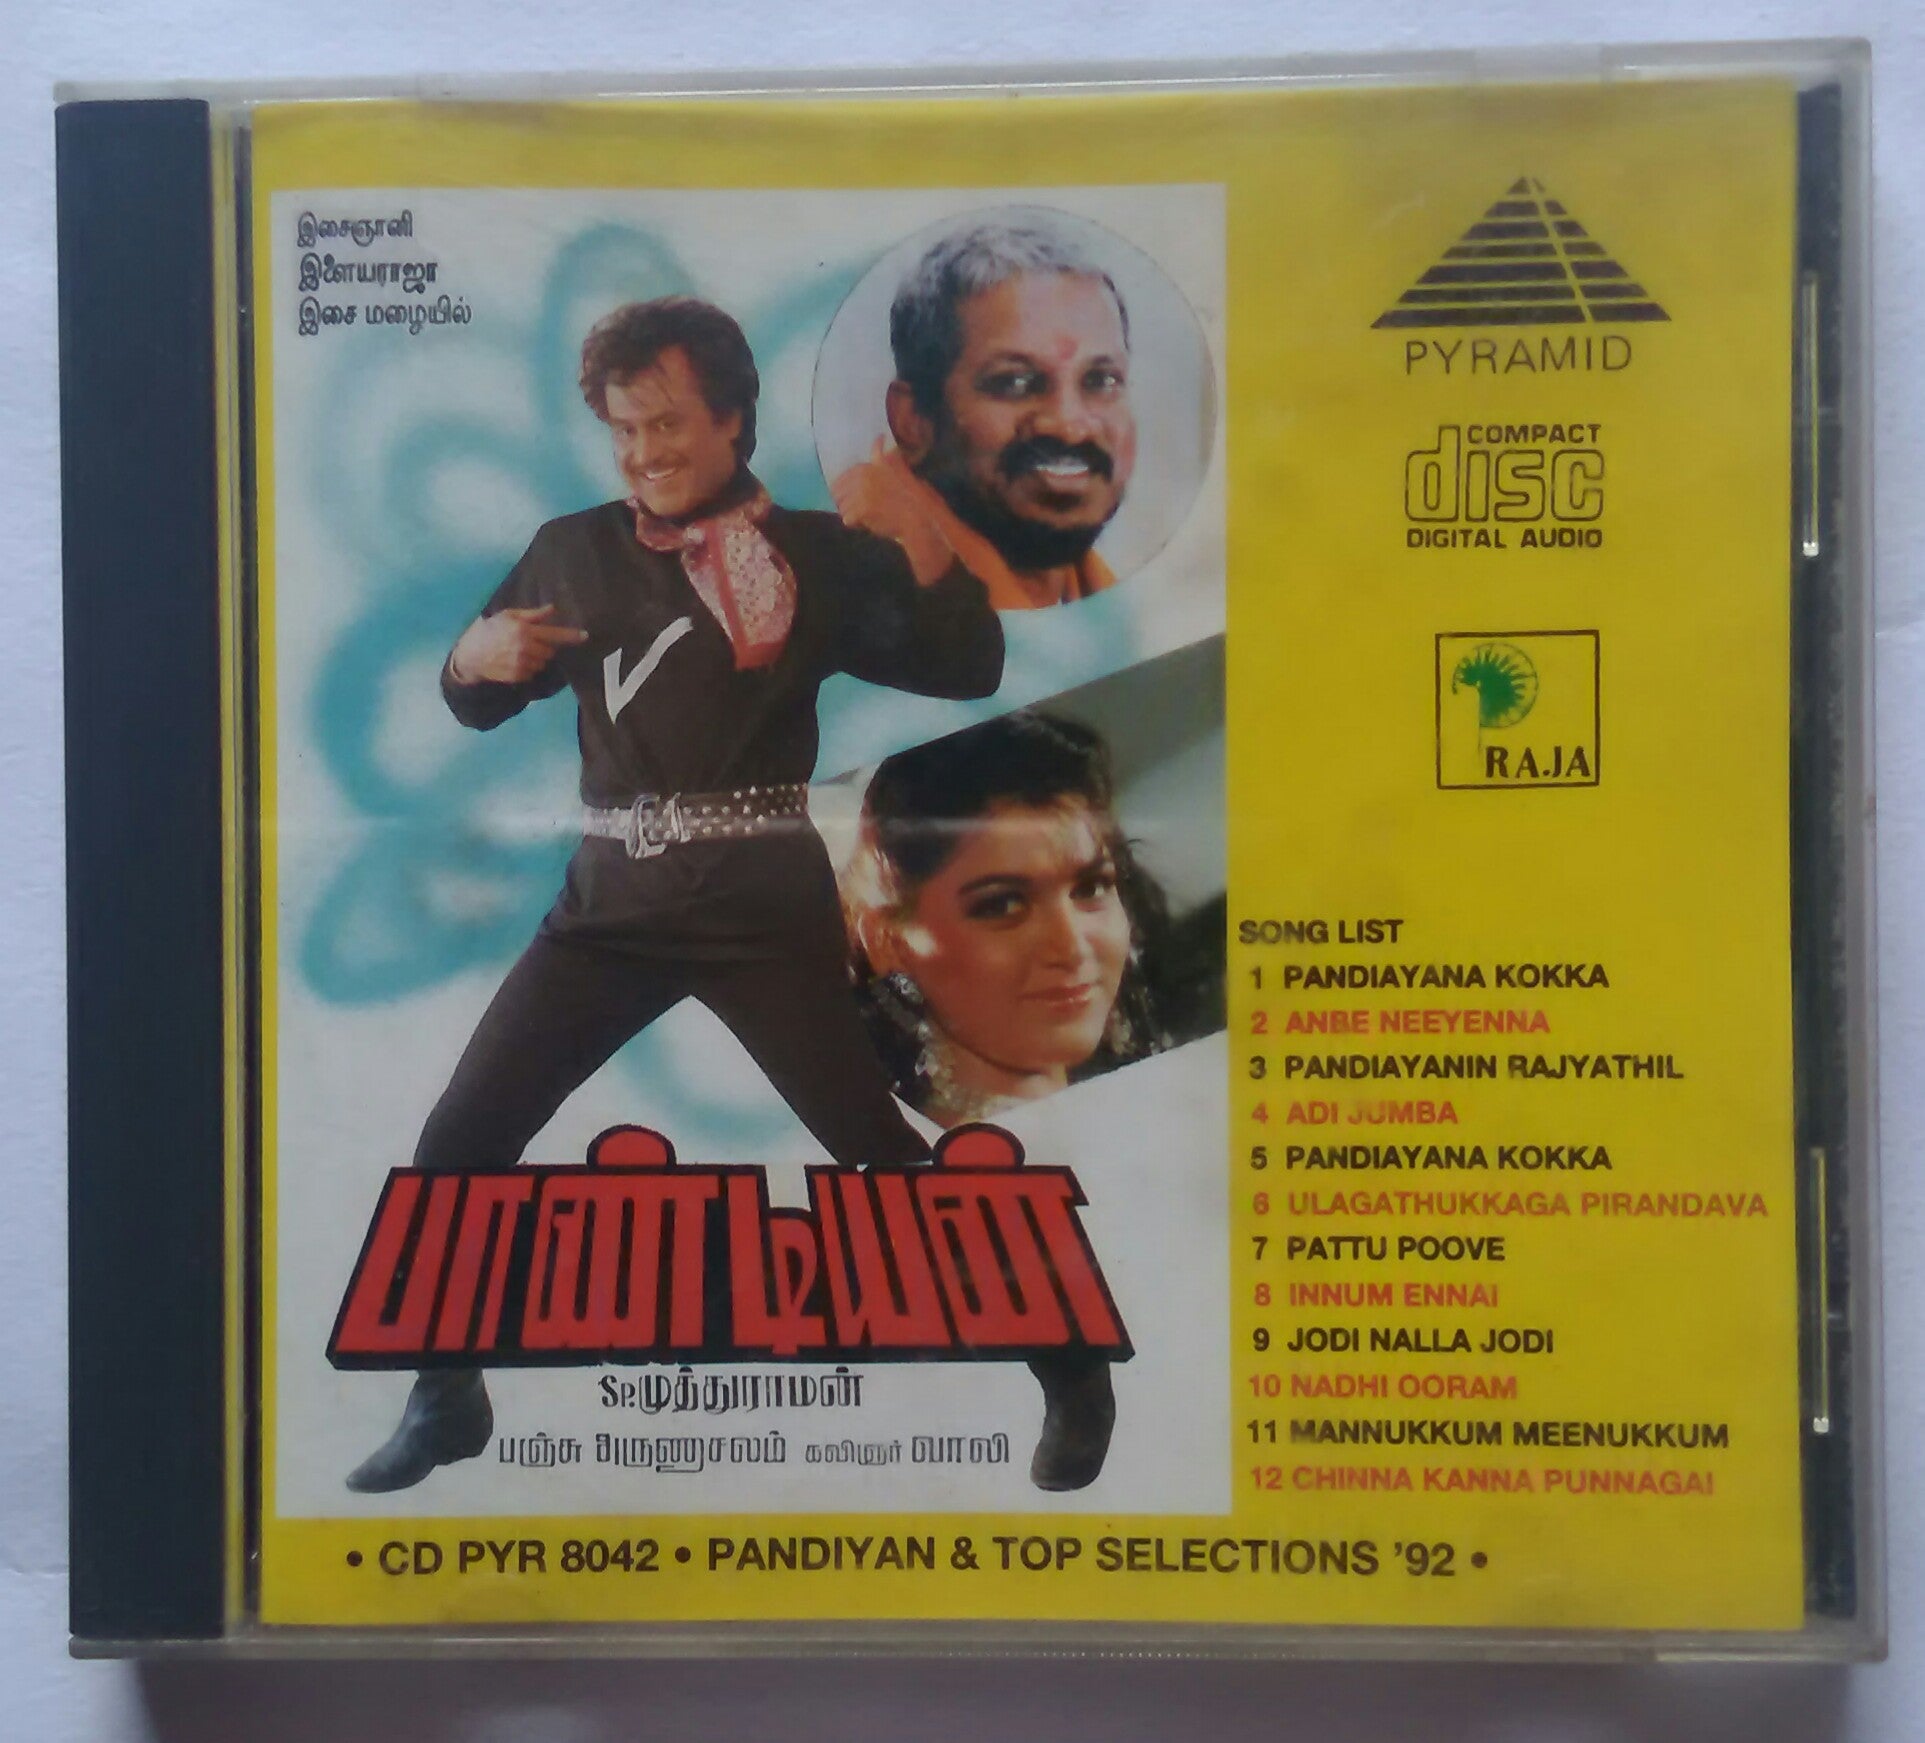 இசைஞானி
இளையராஜா
இசை மழையில்
பாண்டியன்
SP.முத்துராமன்
பஞ்சு அருணாசலம் கவிஞர் வாலி
PYRAMID
COMPACT
disc
DIGITAL AUDIO
RAJA
SONG LIST
1 PANDIAYANA KOKKA
2 ANBE NEEYENNA
3 PANDIAYANIN RAJYATHIL
4 ADI JUMBA
5 PANDIAYANA KOKKA
6 ULAGATHUKKAGA PIRANDAVA
7 PATTU POOVE
8 INNUM ENNAI
9 JODI NALLA JODI
10 NADHI OORAM
11 MANNUKKUM MEENUKKUM
12 CHINNA KANNA PUNNAGAI
• CD PYR 8042 • PANDIYAN & TOP SELECTIONS '92 •